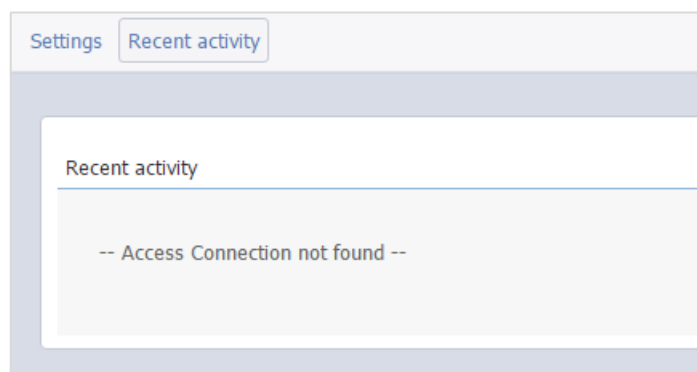 Settings Recent activity
Recent activity
-- Access Connection not found --